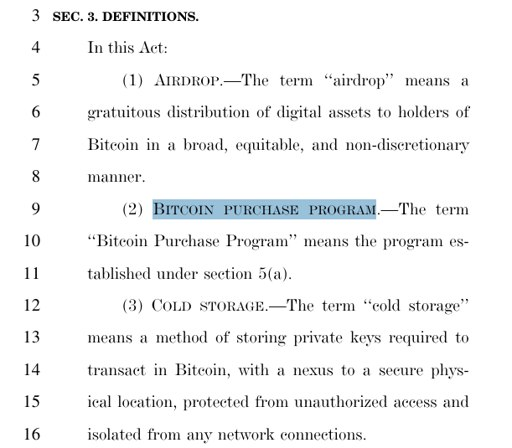 3 SEC. 3. DEFINITIONS.
4 In this Act:
5 (1) AIRDROP.—The term “airdrop” means a
6 gratuitous distribution of digital assets to holders of
7 Bitcoin in a broad, equitable, and non-discretionary
8 manner.
9 (2) BITCOIN PURCHASE PROGRAM.—The term
10 “Bitcoin Purchase Program” means the program es-
11 tablished under section 5(a).
12 (3) COLD STORAGE.—The term “cold storage”
13 means a method of storing private keys required to
14 transact in Bitcoin, with a nexus to a secure phys-
15 ical location, protected from unauthorized access and
16 isolated from any network connections.